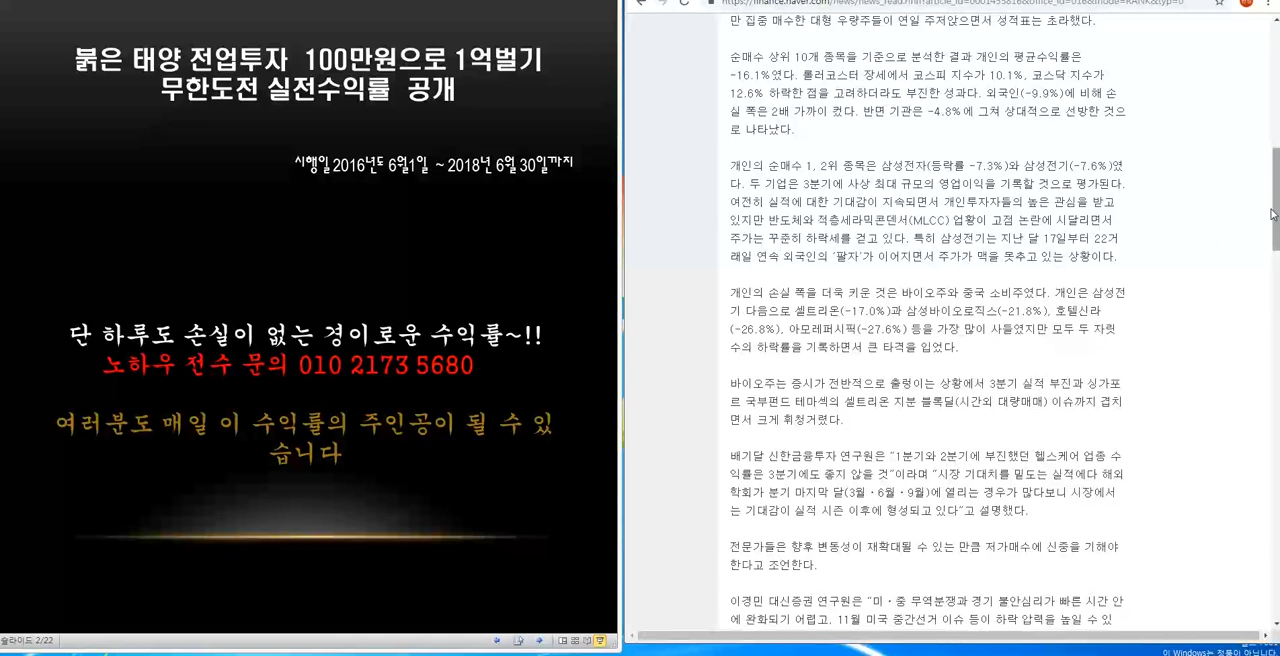 붉은 태양 전업투자 100만원으로 1억벌기
무한도전 실전수익률 공개
시행일 2016년도 6월1일 ~ 2018년 6월 30일까지
단 하루도 손실이 없는 경이로운 수익률~!!
노하우 전수 문의 010 2173 5680
여러분도 매일 이 수익률의 주인공이 될 수 있
습니다
슬라이드 2/22
만 집중 매수한 대형 우량주들이 연일 주저앉으면서 성적표는 초라했다.
순매수 상위 10개 종목을 기준으로 분석한 결과 개인의 평균수익률은
-16.1%였다. 롤러코스터 장세에서 코스피 지수가 10.1%, 코스닥 지수가
12.6% 하락한 점을 고려하더라도 부진한 성과다. 외국인(-9.9%)에 비해 손
실 폭은 2배 가까이 컸다. 반면 기관은 -4.8%에 그쳐 상대적으로 선방한 것으
로 나타났다.
개인의 순매수 1, 2위 종목은 삼성전자(등락률 -7.3%)와 삼성전기(-7.6%)였
다. 두 기업은 3분기에 사상 최대 규모의 영업이익을 기록할 것으로 평가된다.
여전히 실적에 대한 기대감이 지속되면서 개인투자자들의 높은 관심을 받고
있지만 반도체와 적층세라믹콘덴서(MLCC) 업황이 고점 논란에 시달리면서
주가는 꾸준히 하락세를 걷고 있다. 특히 삼성전기는 지난 달 17일부터 22거
래일 연속 외국인의 '팔자'가 이어지면서 주가가 맥을 못추고 있는 상황이다.
개인의 손실 폭을 더욱 키운 것은 바이오주와 중국 소비주였다. 개인은 삼성전
기 다음으로 셀트리온(-17.0%)과 삼성바이오로직스(-21.8%), 호텔신라
(-26.8%), 아모레퍼시픽(-27.6%) 등을 가장 많이 사들였지만 모두 두 자릿
수의 하락률을 기록하면서 큰 타격을 입었다.
바이오주는 증시가 전반적으로 출렁이는 상황에서 3분기 실적 부진과 싱가포
르 국부펀드 테마섹의 셀트리온 지분 블록딜(시간외 대량매매) 이슈까지 겹치
면서 크게 휘청거렸다.
배기달 신한금융투자 연구원은 "1분기와 2분기에 부진했던 헬스케어 업종 수
익률은 3분기에도 좋지 않을 것"이라며 "시장 기대치를 밑도는 실적에다 해외
학회가 분기 마지막 달(3월·6월·9월)에 열리는 경우가 많다보니 시장에서
는 기대감이 실적 시즌 이후에 형성되고 있다"고 설명했다.
전문가들은 향후 변동성이 재확대될 수 있는 만큼 저가매수에 신중을 기해야
한다고 조언한다.
이경민 대신증권 연구원은 "미·중 무역분쟁과 경기 불안심리가 빠른 시간 안
에 완화되기 어렵고, 11월 미국 중간선거 이슈 등이 하락 압력을 높일 수 있
이 Windows는 정품이 아닙니다.